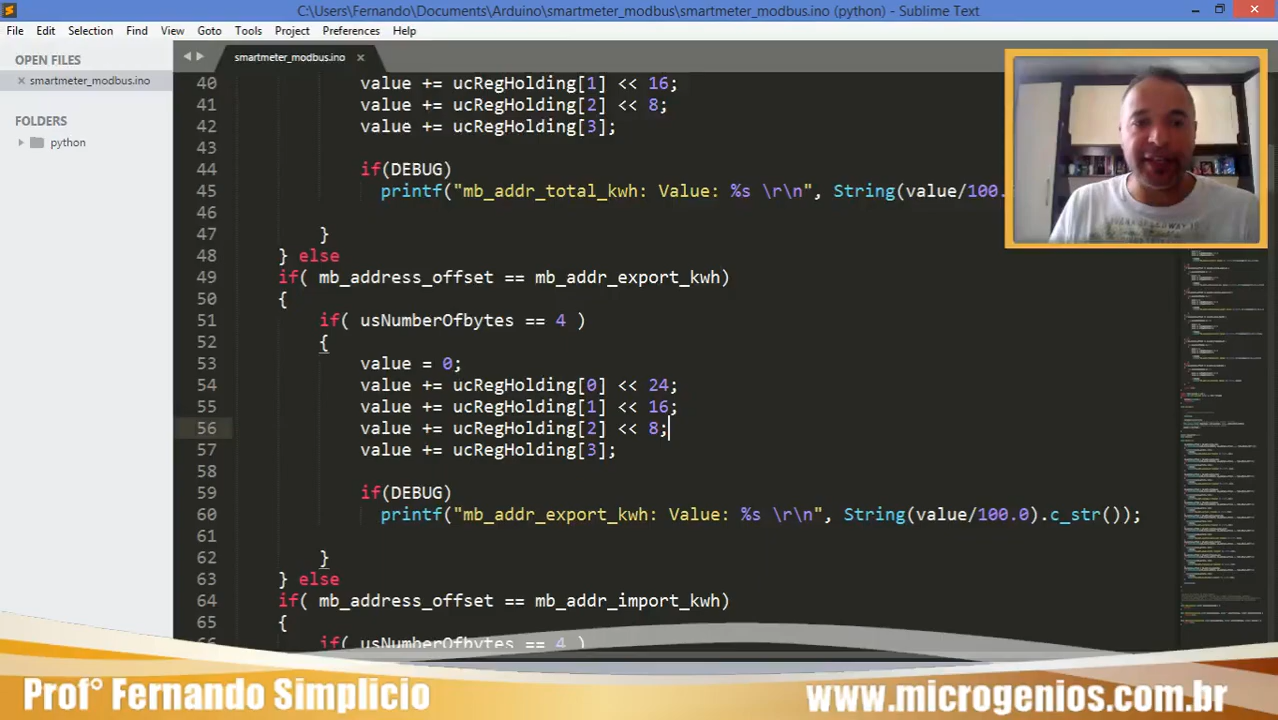 C:\Users\Fernando\Documents\Arduino\smartmeter_modbus\smartmeter_modbus.ino (python) - Sublime Text
File Edit Selection Find View Goto Tools Project Preferences Help
OPEN FILES
smartmeter_modbus.ino
FOLDERS
python
smartmeter_modbus.ino
40 value += ucRegHolding[1] << 16;
41 value += ucRegHolding[2] << 8;
42 value += ucRegHolding[3];
43
44 if(DEBUG)
45 printf("mb_addr_total_kwh: Value: %s \r\n", String(value/100.
46
47 }
48 } else
49 if( mb_address_offset == mb_addr_export_kwh)
50 {
51 if( usNumberOfbytes == 4 )
52 {
53 value = 0;
54 value += ucRegHolding[0] << 24;
55 value += ucRegHolding[1] << 16;
56 value += ucRegHolding[2] << 8;
57 value += ucRegHolding[3];
58
59 if(DEBUG)
60 printf("mb_addr_export_kwh: Value: %s \r\n", String(value/100.0).c_str());
61
62 }
63 } else
64 if( mb_address_offset == mb_addr_import_kwh)
65 {
66 if( usNumberOfbytes == 4 )
Prof° Fernando Simplicio
www.microgenios.com.br